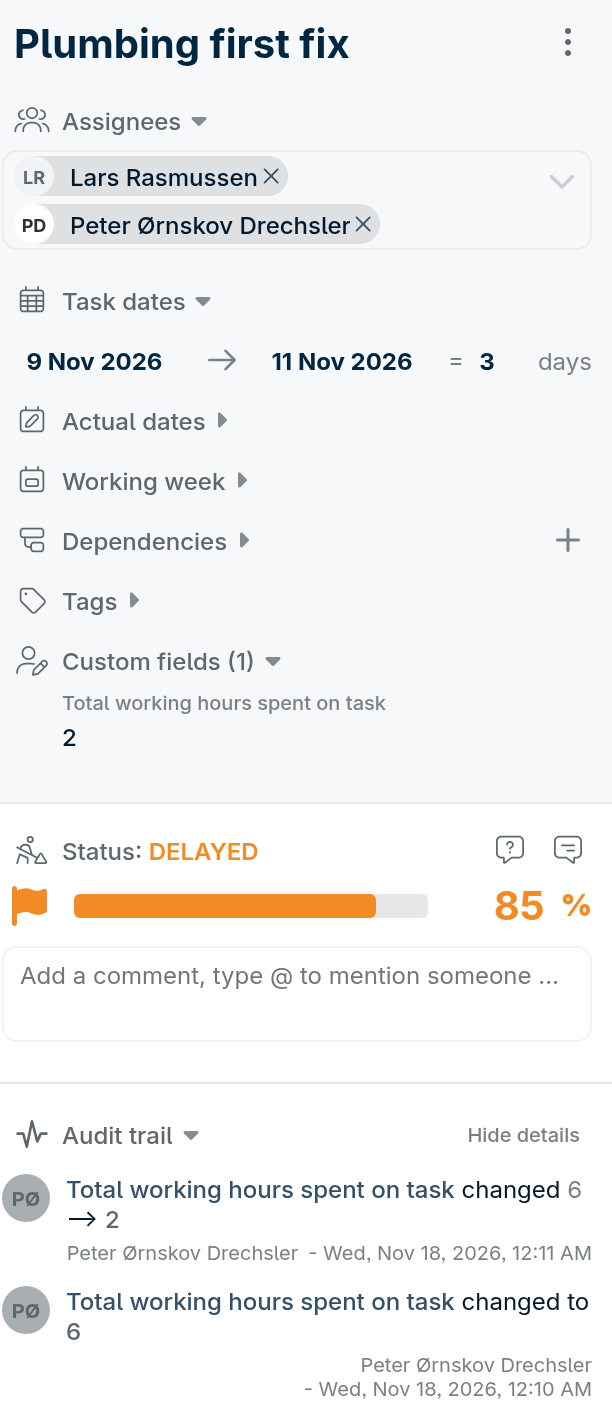 Plumbing first fix
Assignees
LR Lars Rasmussen
PD Peter Ørnskov Drechsler
Task dates
9 Nov 2026 → 11 Nov 2026 = 3 days
Actual dates
Working week
Dependencies
Tags
Custom fields (1)
Total working hours spent on task
2
Status: DELAYED
85 %
Add a comment, type @ to mention someone ...
Audit trail Hide details
PØ Total working hours spent on task changed 6
→ 2
Peter Ørnskov Drechsler - Wed, Nov 18, 2026, 12:11 AM
PØ Total working hours spent on task changed to
6
Peter Ørnskov Drechsler
- Wed, Nov 18, 2026, 12:10 AM